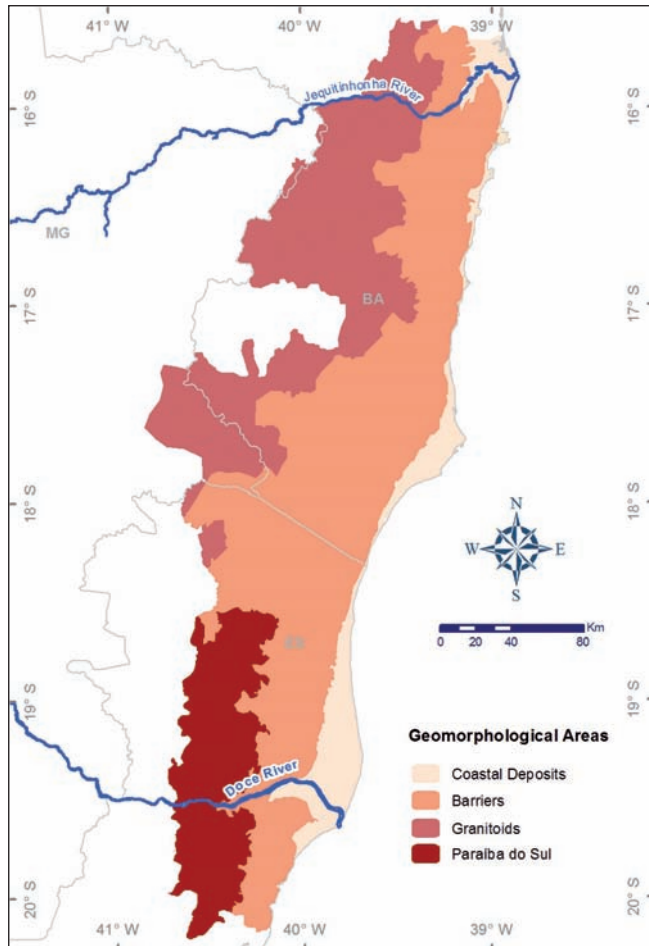 41° W 40° W 39° W
Jequitinhonha River
16° S 16° S
MG
BA
17° S 17° S
18° S 18° S
N
W E
S
0 20 40 80 Km
ES
19° S 19° S
Doce River
Geomorphological Areas
Coastal Deposits
Barriers
Granitoids
Paraíba do Sul
20° S 20° S
41° W 40° W 39° W